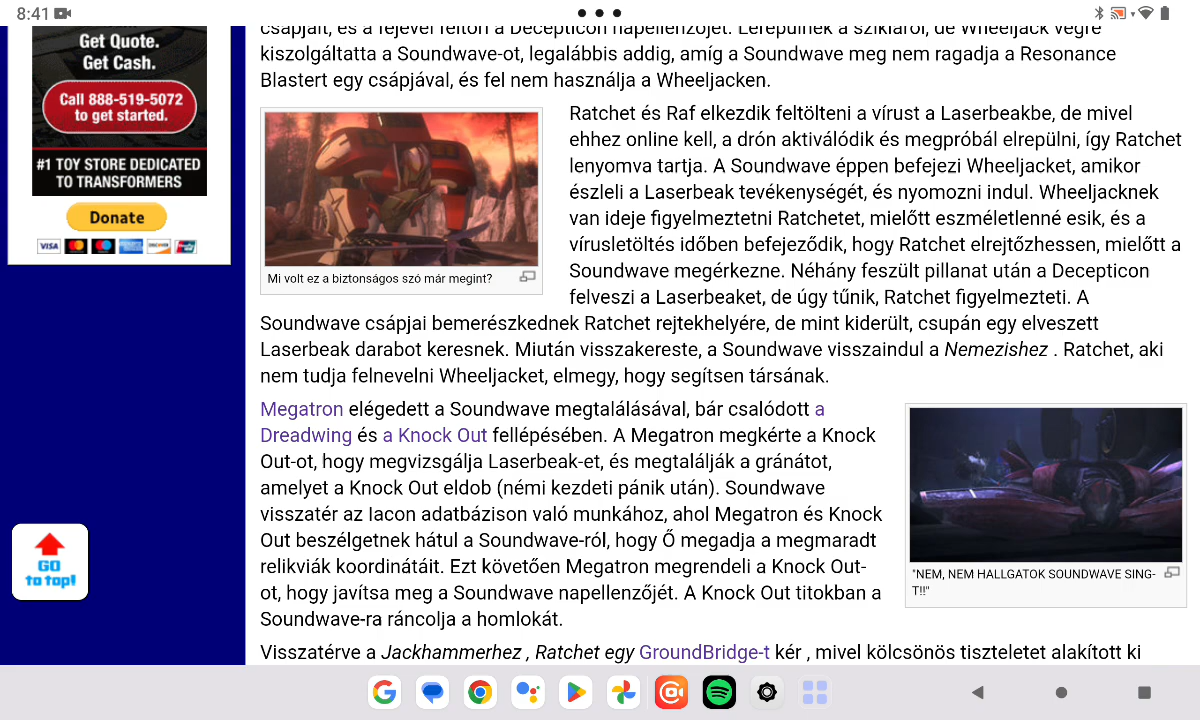 8:41
Get Quote.
Get Cash.
Call 888-519-5072
to get started.
#1 TOY STORE DEDICATED
TO TRANSFORMERS
Donate
VISA
GO
to top!
csápjait, és a fejével feltöri a Decepticon napellenzőjét. Lerepülnek a szikláról, de Wheeljack végre
kiszolgáltatta a Soundwave-ot, legalábbis addig, amíg a Soundwave meg nem ragadja a Resonance
Blastert egy csápjával, és fel nem használja a Wheeljacken.
Mi volt ez a biztonságos szó már megint?
Ratchet és Raf elkezdik feltölteni a vírust a Laserbeakbe, de mivel
ehhez online kell, a drón aktiválódik és megpróbál elrepülni, így Ratchet
lenyomva tartja. A Soundwave éppen befejezi Wheeljacket, amikor
észleli a Laserbeak tevékenységét, és nyomozni indul. Wheeljacknek
van ideje figyelmeztetni Ratchetet, mielőtt eszméletlenné esik, és a
vírusletöltés időben befejeződik, hogy Ratchet elrejtőzhessen, mielőtt a
Soundwave megérkezne. Néhány feszült pillanat után a Decepticon
felveszi a Laserbeaket, de úgy tűnik, Ratchet figyelmezteti. A
Soundwave csápjai bemerészkednek Ratchet rejtekhelyére, de mint kiderült, csupán egy elveszett
Laserbeak darabot keresnek. Miután visszakereste, a Soundwave visszaindul a Nemezishez . Ratchet, aki
nem tudja felnevelni Wheeljacket, elmegy, hogy segítsen társának.
Megatron elégedett a Soundwave megtalálásával, bár csalódott a
Dreadwing és a Knock Out fellépésében. A Megatron megkérte a Knock
Out-ot, hogy megvizsgálja Laserbeak-et, és megtalálják a gránátot,
amelyet a Knock Out eldob (némi kezdeti pánik után). Soundwave
visszatér az Iacon adatbázison való munkához, ahol Megatron és Knock
Out beszélgetnek hátul a Soundwave-ról, hogy Ő megadja a megmaradt
relikviák koordinátáit. Ezt követően Megatron megrendeli a Knock Out-
ot, hogy javítsa meg a Soundwave napellenzőjét. A Knock Out titokban a
Soundwave-ra ráncolja a homlokát.
"NEM, NEM HALLGATOK SOUNDWAVE SING-
T!!"
Visszatérve a Jackhammerhez , Ratchet egy GroundBridge-t kér , mivel kölcsönös tiszteletet alakított ki